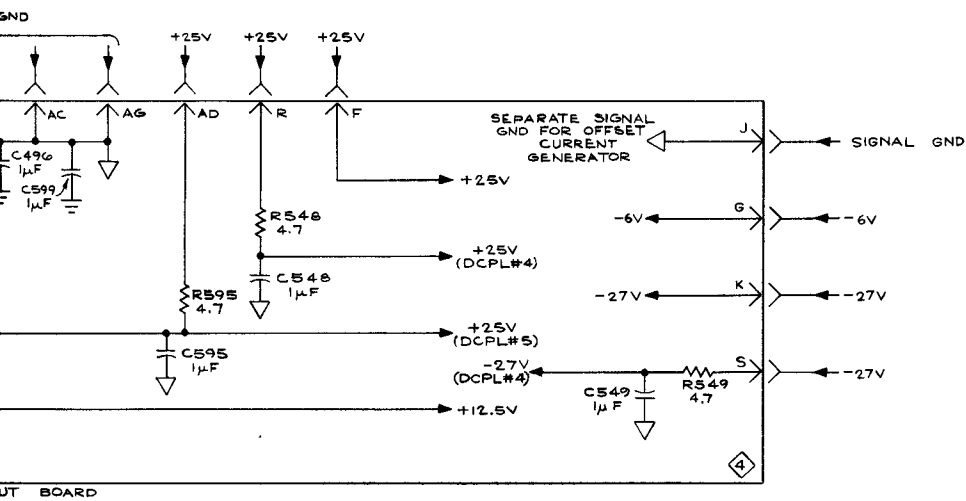 GND
+25V
+25V
+25V
AC
AG
AD
R
F
SEPARATE SIGNAL
GND FOR OFFSET
CURRENT
GENERATOR
J
SIGNAL GND
C496
1µF
C599
1µF
+25V
R548
4.7
-6V
G
-6V
+25V
(DCPL#4)
C548
1µF
R595
4.7
-27V
K
-27V
+25V
(DCPL#5)
C595
1µF
-27V
(DCPL#4)
S
-27V
C549
1µF
R549
4.7
+12.5V
4
UT BOARD